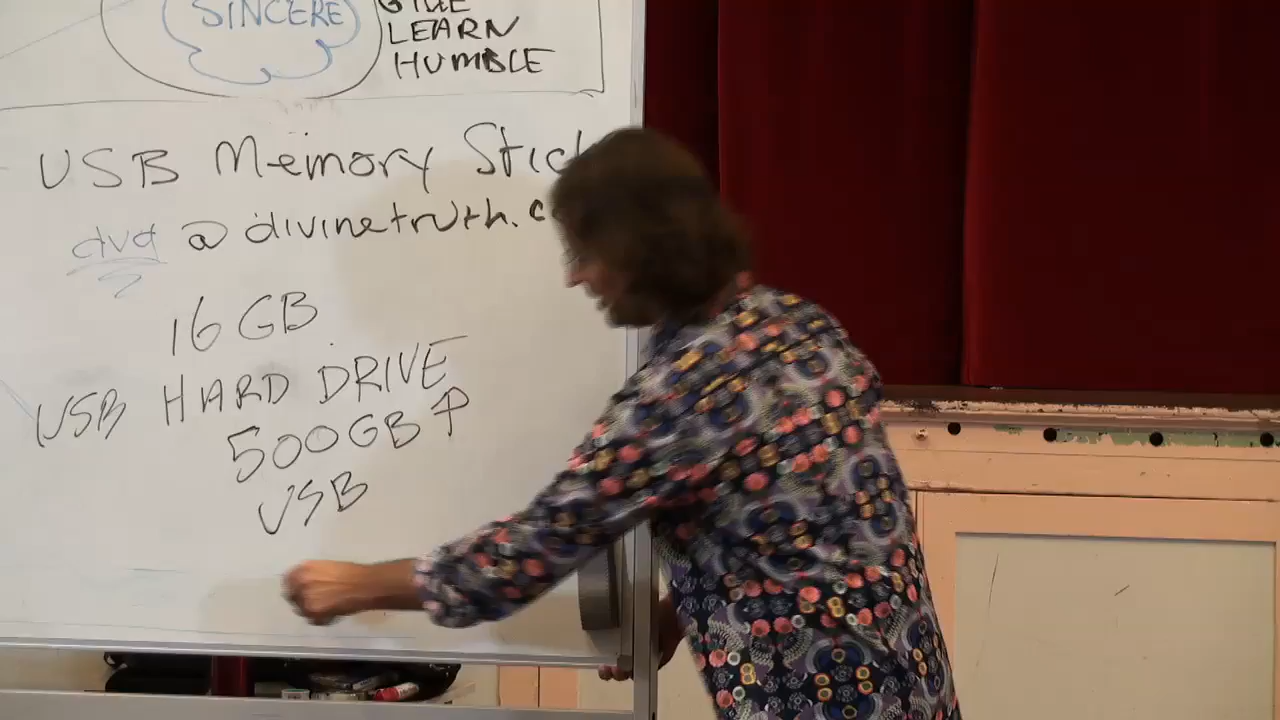 SINCERE
LEARN
HUMBLE
USB Memory Stic
dvd @divinetruth.c
16 GB
USB HARD DRIVE
500GB ↑
USB